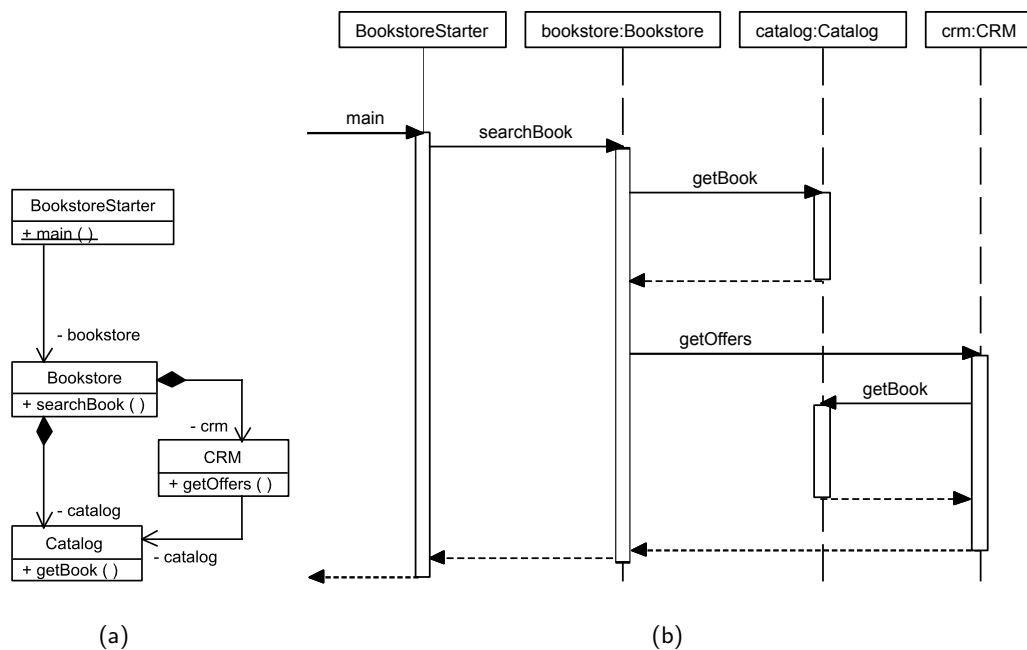 BookstoreStarter
+ main ( )
- bookstore
Bookstore
+ searchBook ( )
- crm
CRM
+ getOffers ( )
- catalog
Catalog
- catalog
+ getBook ( )
(a)
BookstoreStarter
bookstore:Bookstore
catalog:Catalog
crm:CRM
main
searchBook
getBook
getOffers
getBook
(b)